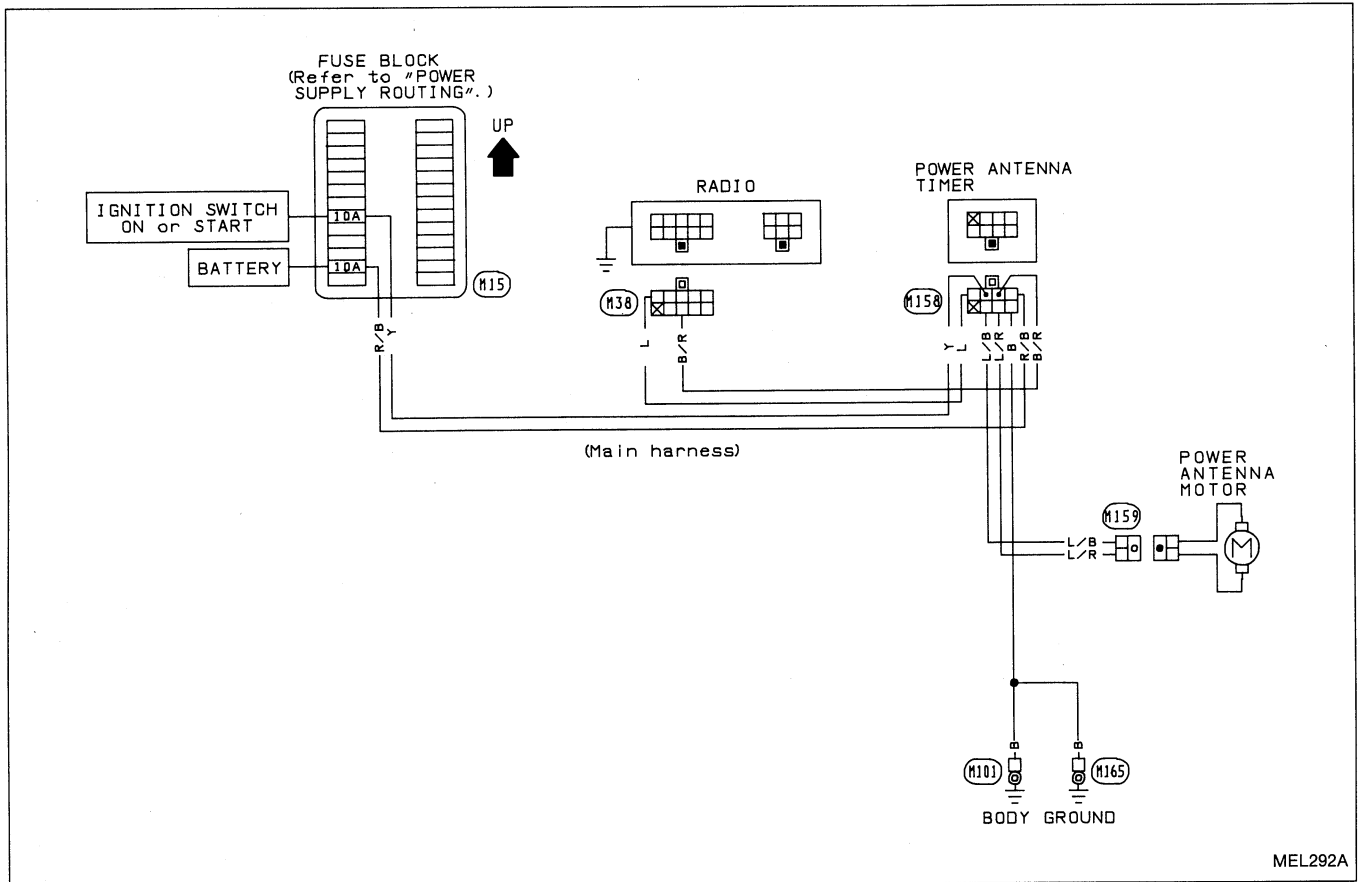 FUSE BLOCK
(Refer to "POWER
SUPPLY ROUTING".)
UP
IGNITION SWITCH
ON or START
10A
BATTERY
10A
M15
R/B
Y
RADIO
M38
L
B/R
POWER ANTENNA
TIMER
M158
Y
L
L/B
L/R
B
R/B
B/R
(Main harness)
POWER
ANTENNA
MOTOR
M159
L/B
L/R
M
B
B
M101
M165
BODY GROUND
MEL292A